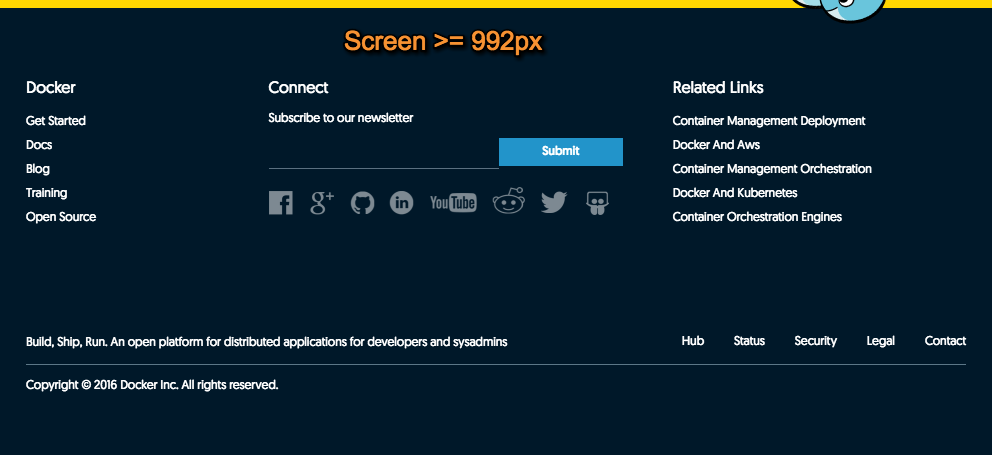 Screen >= 992px
Docker
Get Started
Docs
Blog
Training
Open Source
Connect
Subscribe to our newsletter
Submit
g+
in
YouTube
Related Links
Container Management Deployment
Docker And Aws
Container Management Orchestration
Docker And Kubernetes
Container Orchestration Engines
Build, Ship, Run. An open platform for distributed applications for developers and sysadmins
Hub Status Security Legal Contact
Copyright © 2016 Docker Inc. All rights reserved.